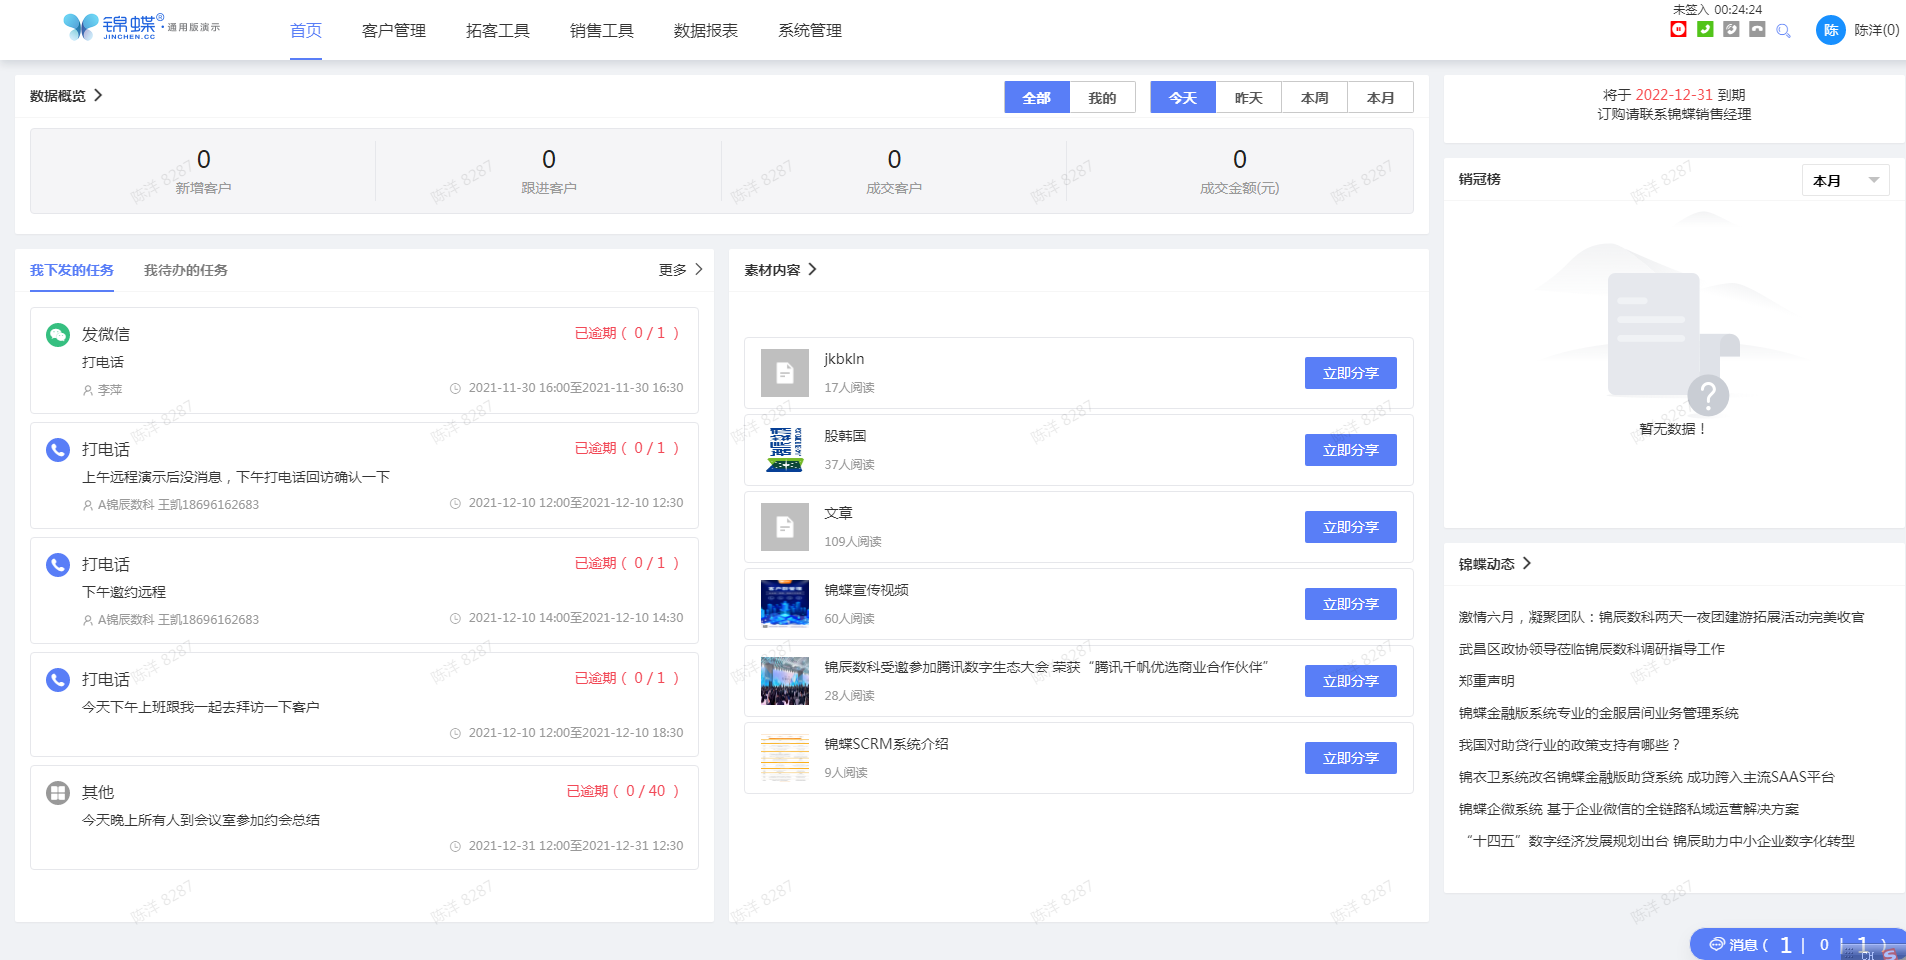 锦蝶® · 通用版演示
JINCHEN.CC
首页
客户管理
拓客工具
销售工具
数据报表
系统管理
未签入 00:24:24
陈
陈洋(0)
数据概览
全部
我的
今天
昨天
本周
本月
0
新增客户
0
跟进客户
0
成交客户
0
成交金额(元)
将于 2022-12-31 到期
订购请联系锦蝶销售经理
销冠榜
本月
暂无数据！
我下发的任务
我待办的任务
更多
发微信
已逾期（ 0 / 1 ）
打电话
李萍
2021-11-30 16:00至2021-11-30 16:30
打电话
已逾期（ 0 / 1 ）
上午远程演示后没消息，下午打电话回访确认一下
A锦辰数科 王凯18696162683
2021-12-10 12:00至2021-12-10 12:30
打电话
已逾期（ 0 / 1 ）
下午邀约远程
A锦辰数科 王凯18696162683
2021-12-10 14:00至2021-12-10 14:30
打电话
已逾期（ 0 / 1 ）
今天下午上班跟我一起去拜访一下客户
2021-12-10 12:00至2021-12-10 18:30
其他
已逾期（ 0 / 40 ）
今天晚上所有人到会议室参加约会总结
2021-12-31 12:00至2021-12-31 12:30
素材内容
jkbkln
17人阅读
立即分享
股韩国
37人阅读
立即分享
文章
109人阅读
立即分享
锦蝶宣传视频
60人阅读
立即分享
锦辰数科受邀参加腾讯数字生态大会 荣获“腾讯千帆优选商业合作伙伴”
28人阅读
立即分享
锦蝶SCRM系统介绍
9人阅读
立即分享
锦蝶动态
激情六月，凝聚团队：锦辰数科两天一夜团建游拓展活动完美收官
武昌区政协领导莅临锦辰数科调研指导工作
郑重声明
锦蝶金融版系统专业的金服居间业务管理系统
我国对助贷行业的政策支持有哪些？
锦衣卫系统改名锦蝶金融版助贷系统 成功跨入主流SAAS平台
锦蝶企微系统 基于企业微信的全链路私域运营解决方案
“十四五”数字经济发展规划出台 锦辰助力中小企业数字化转型
消息（ 1 | 0 | 1 ）
CH
陈洋 8287